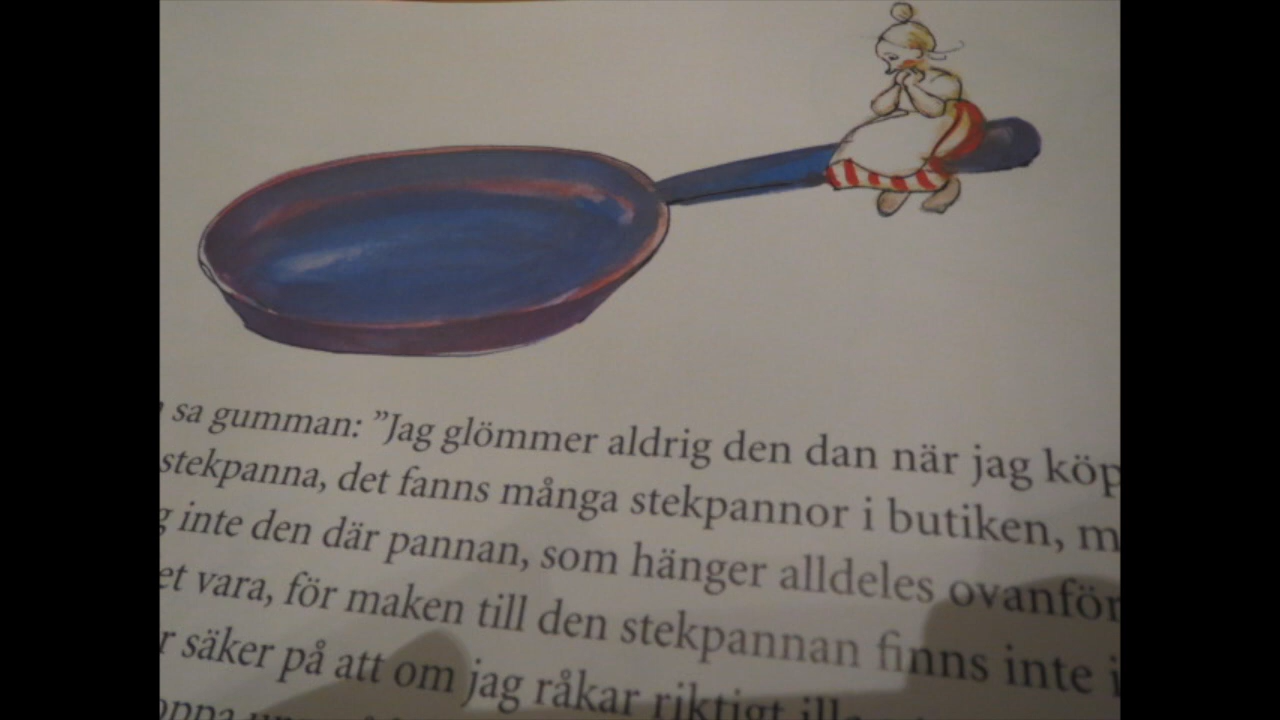 sa gumman: ”Jag glömmer aldrig den dan när jag köp
stekpanna, det fanns många stekpannor i butiken, m
inte den där pannan, som hänger alldeles ovanför
et vara, för maken till den stekpannan finns inte i
r säker på att om jag råkar riktigt